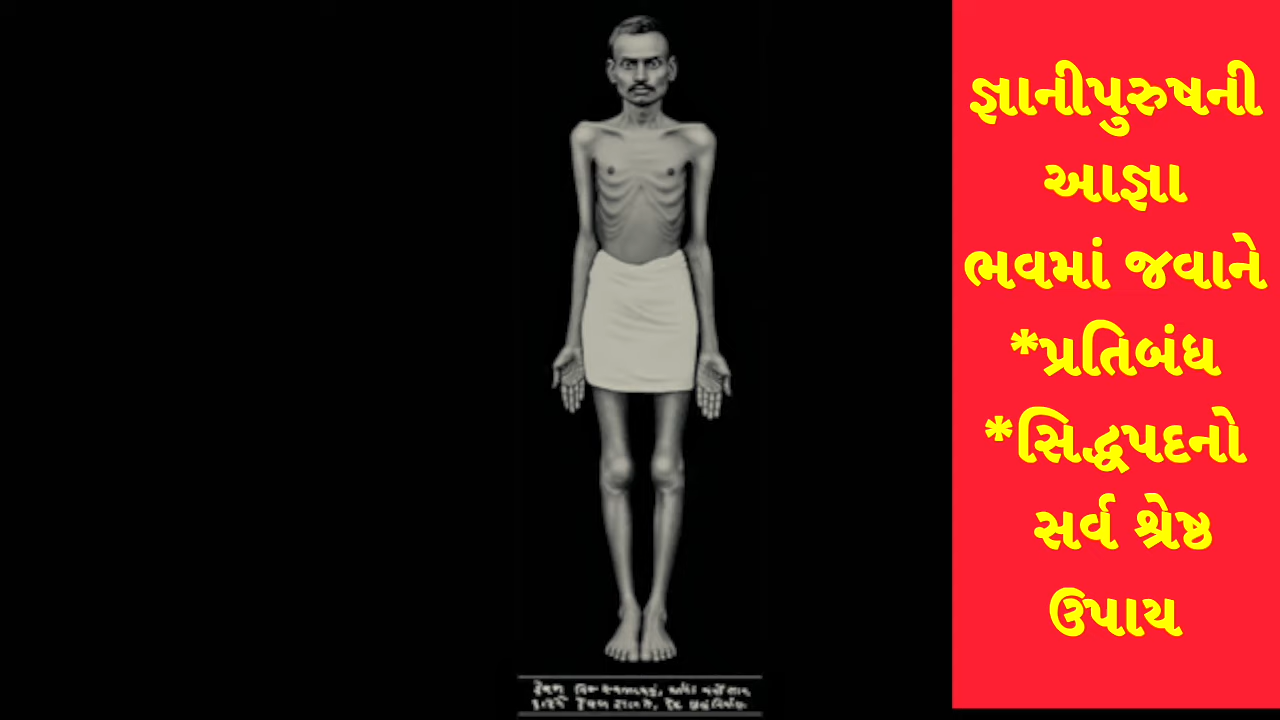 જ્ઞાનીપુરુષની
આજ્ઞા
ભવમાં જવાને
*પ્રતિબંધ
*સિદ્ધપદનો
સર્વ શ્રેષ્ઠ
ઉપાય